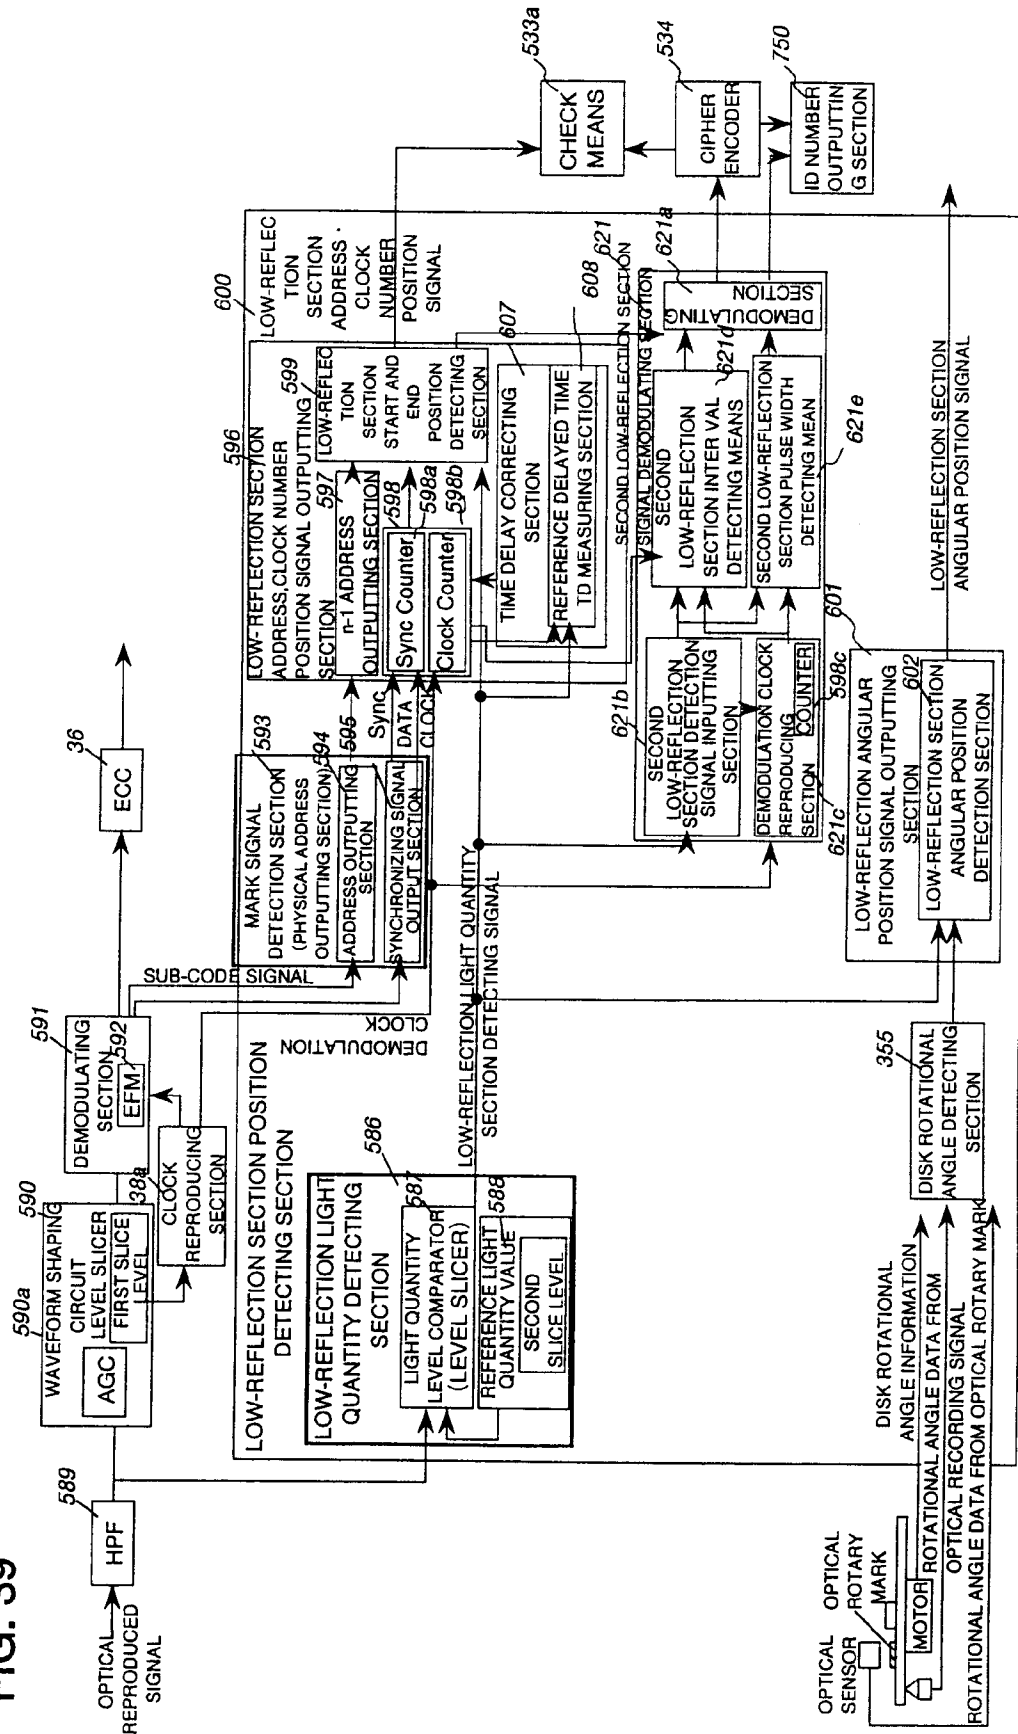 FIG. 39
OPTICAL
REPRODUCED
SIGNAL
589
HPF
590a
590
WAVEFORM SHAPING
CIRCUIT
LEVEL SLICER
FIRST SLICE
LEVEL
AGC
38a
CLOCK
REPRODUCING
SECTION
591
DEMODULATING
SECTION
592
EFM
36
ECC
SUB-CODE SIGNAL
DEMODULATION
CLOCK
LOW-REFLECTION SECTION POSITION
DETECTING SECTION
600
586
LOW-REFLECTION LIGHT
QUANTITY DETECTING
SECTION
587
LIGHT QUANTITY
LEVEL COMPARATOR
(LEVEL SLICER)
588
REFERENCE LIGHT
QUANTITY VALUE
SECOND
SLICE LEVEL
LOW-REFLECTION LIGHT QUANTITY
SECTION DETECTING SIGNAL
593
MARK SIGNAL
DETECTION SECTION
(PHYSICAL ADDRESS
OUTPUTTING SECTION)
594
ADDRESS OUTPUTTING
SECTION
595
SYNCHRONIZING SIGNAL
OUTPUT SECTION
Sync
DATA
CLOCK
596
LOW-REFLECTION SECTION
ADDRESS,CLOCK NUMBER
POSITION SIGNAL OUTPUTTING
SECTION
597
n-1 ADDRESS
OUTPUTTING SECTION
598
598a
Sync Counter
598b
Clock Counter
599
LOW-REFLEC
TION
SECTION
START AND
END
POSITION
DETECTING
SECTION
LOW-REFLEC
TION
SECTION
ADDRESS ·
CLOCK
NUMBER
POSITION
SIGNAL
607
TIME DELAY CORRECTING
SECTION
608
REFERENCE DELAYED TIME
TD MEASURING SECTION
621
SECOND LOW-REFLECTION SECTION
SIGNAL DEMODULATING SECTION
621a
DEMODULATING
SECTION
621b
SECOND
LOW-REFLECTION
SECTION DETECTION
SIGNAL INPUTTING
SECTION
621c
DEMODULATION CLOCK
REPRODUCING
SECTION
COUNTER
598c
621d
SECOND
LOW-REFLECTION
SECTION INTER VAL
DETECTING MEANS
621e
SECOND LOW-REFLECTION
SECTION PULSE WIDTH
DETECTING MEAN
533a
CHECK
MEANS
534
CIPHER
ENCODER
750
ID NUMBER
OUTPUTTIN
G SECTION
601
LOW-REFLECTION ANGULAR
POSITION SIGNAL OUTPUTING
SECTION
602
LOW-REFLECTION SECTION
ANGULAR POSITION
DETECTION SECTION
LOW-REFLECTION SECTION
ANGULAR POSITION SIGNAL
355
DISK ROTATIONAL
ANGLE DETECTING
SECTION
DISK ROTATIONAL
ANGLE INFORMATION
ROTATIONAL ANGLE DATA FROM
OPTICAL RECORDING SIGNAL
ROTATIONAL ANGLE DATA FROM OPTICAL ROTARY MARK
OPTICAL
SENSOR
OPTICAL
ROTARY
MARK
MOTOR